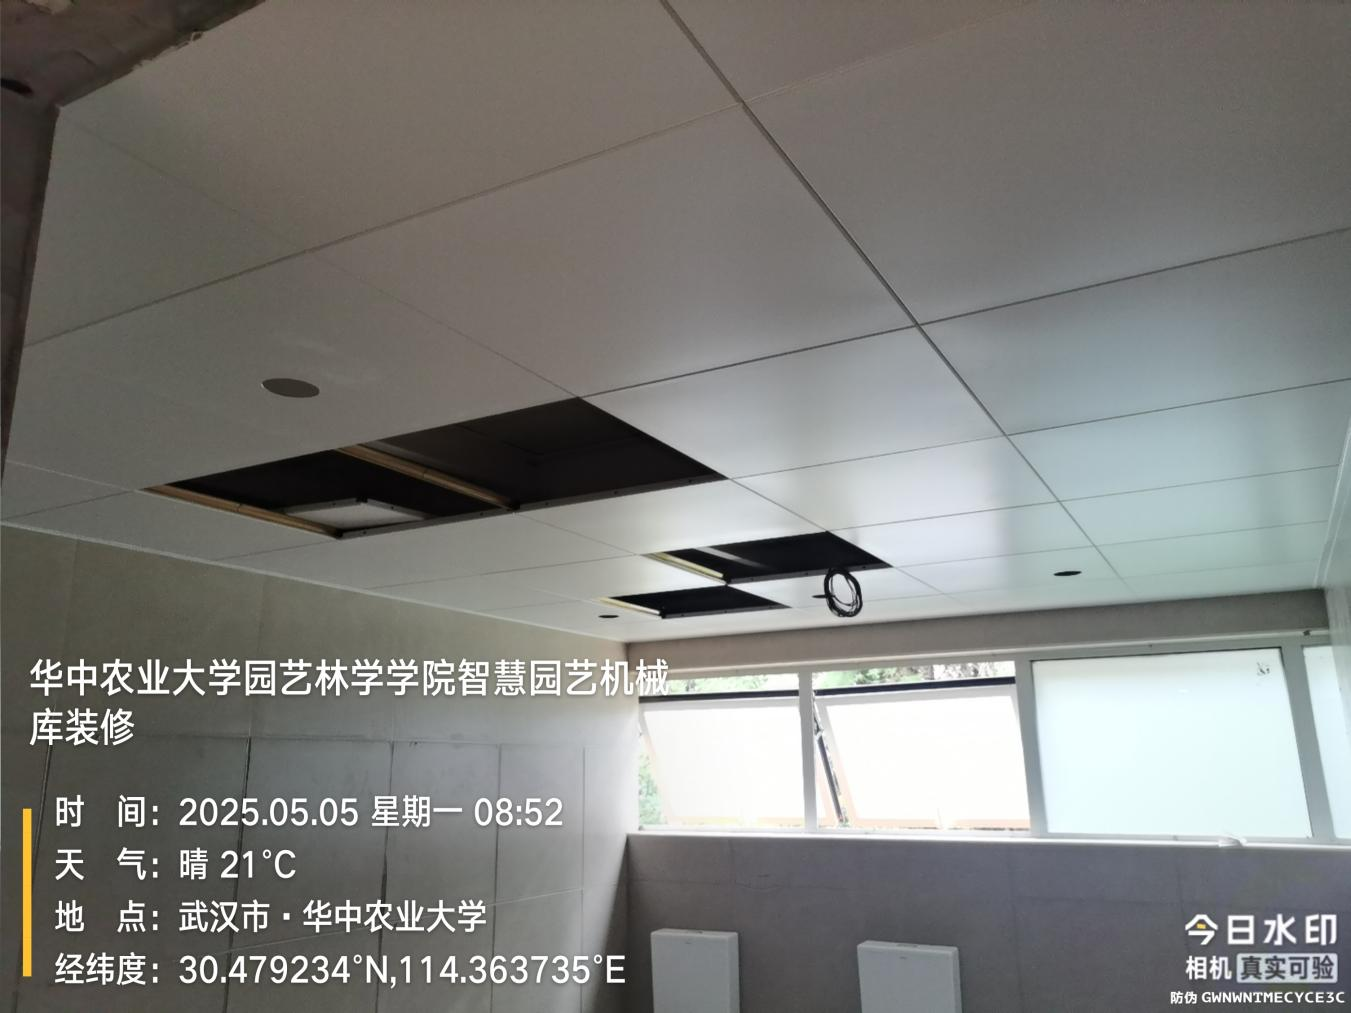 华中农业大学园艺林学学院智慧园艺机械
库装修
时 间：2025.05.05 星期一 08:52
天 气：晴 21°C
地 点：武汉市·华中农业大学
经纬度：30.479234°N,114.363735°E
今日水印
相机 真实可验
防伪 GWNWNTMECYCE3C